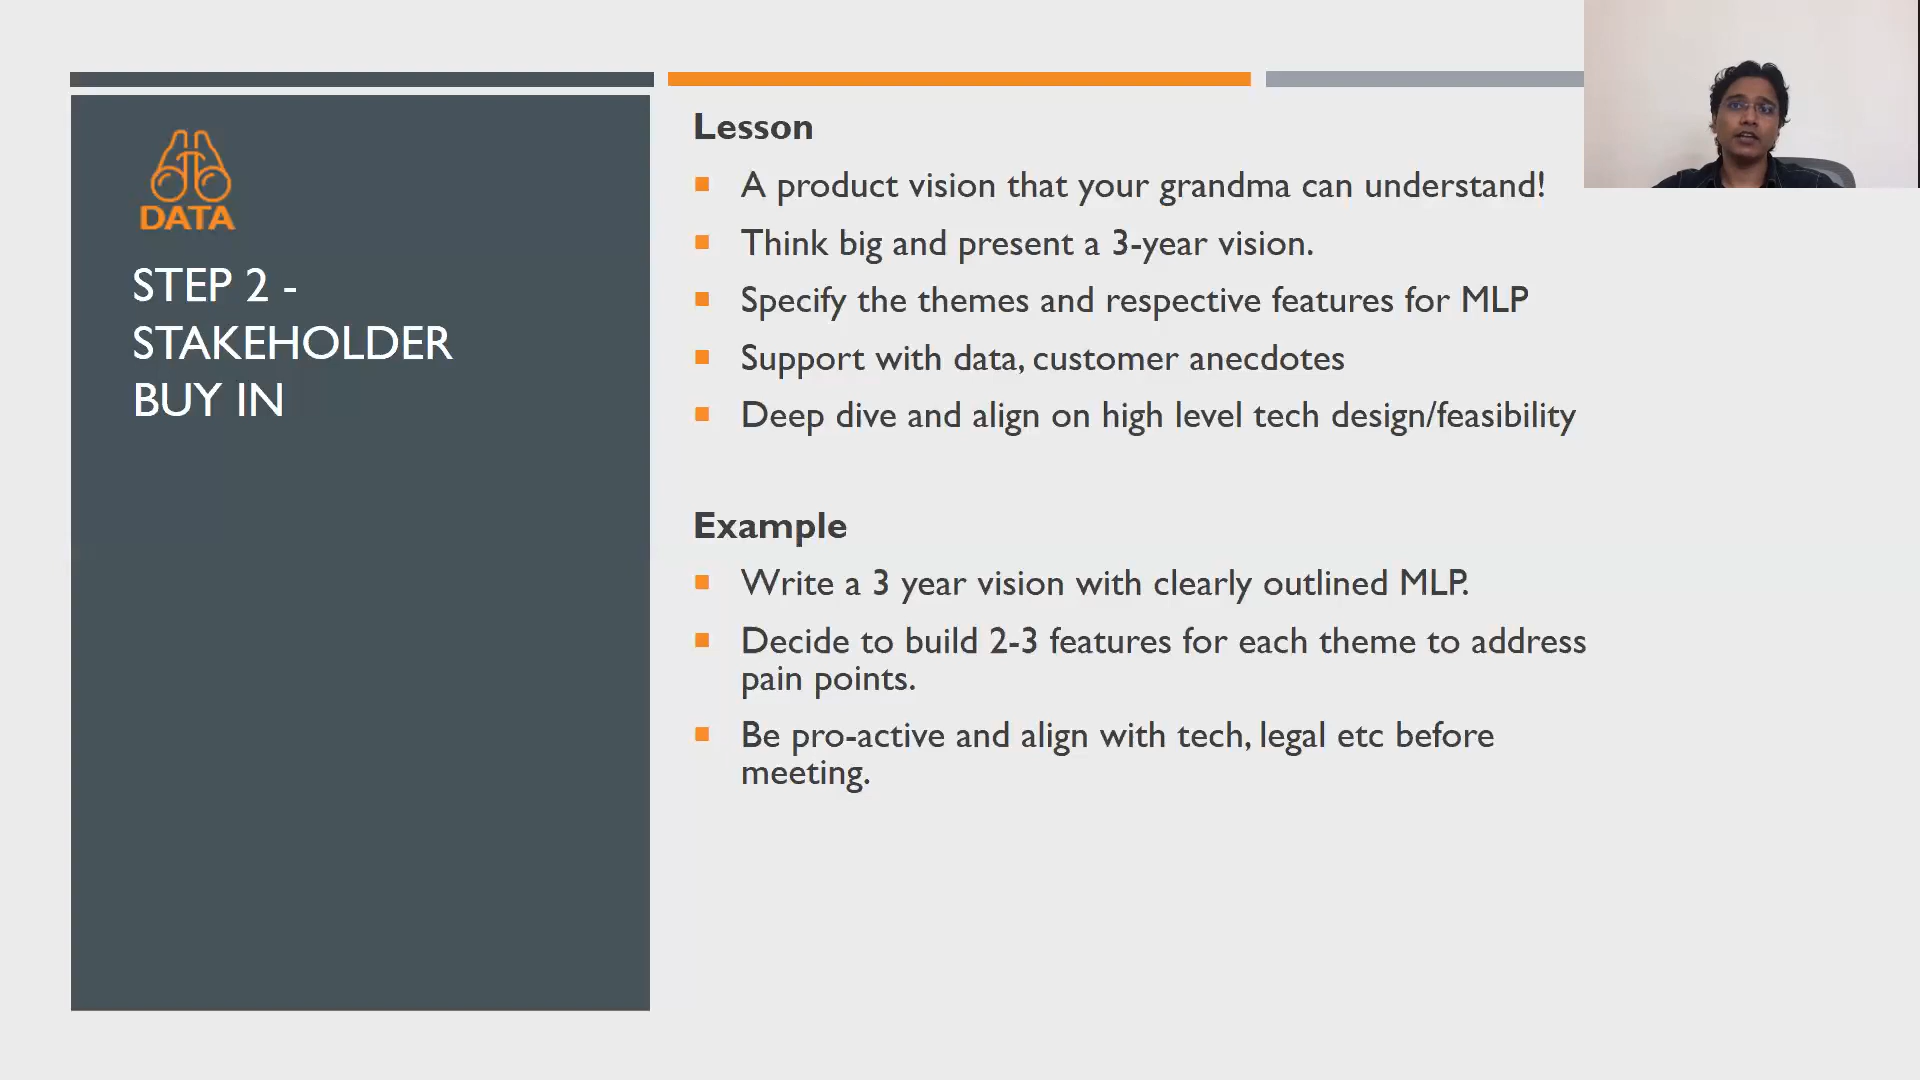 DATA
STEP 2 -
STAKEHOLDER
BUY IN
Lesson
A product vision that your grandma can understand!
Think big and present a 3-year vision.
Specify the themes and respective features for MLP
Support with data, customer anecdotes
Deep dive and align on high level tech design/feasibility
Example
Write a 3 year vision with clearly outlined MLP.
Decide to build 2-3 features for each theme to address
pain points.
Be pro-active and align with tech, legal etc before
meeting.